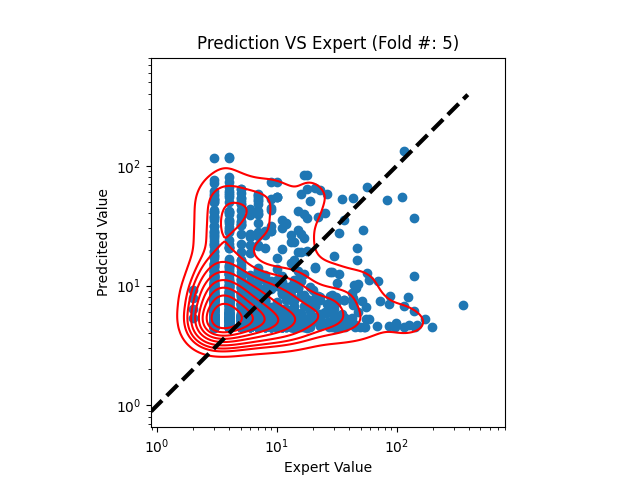 Prediction VS Expert (Fold #: 5)
Predcited Value
10²
10¹
10⁰
10⁰ 10¹ 10²
Expert Value